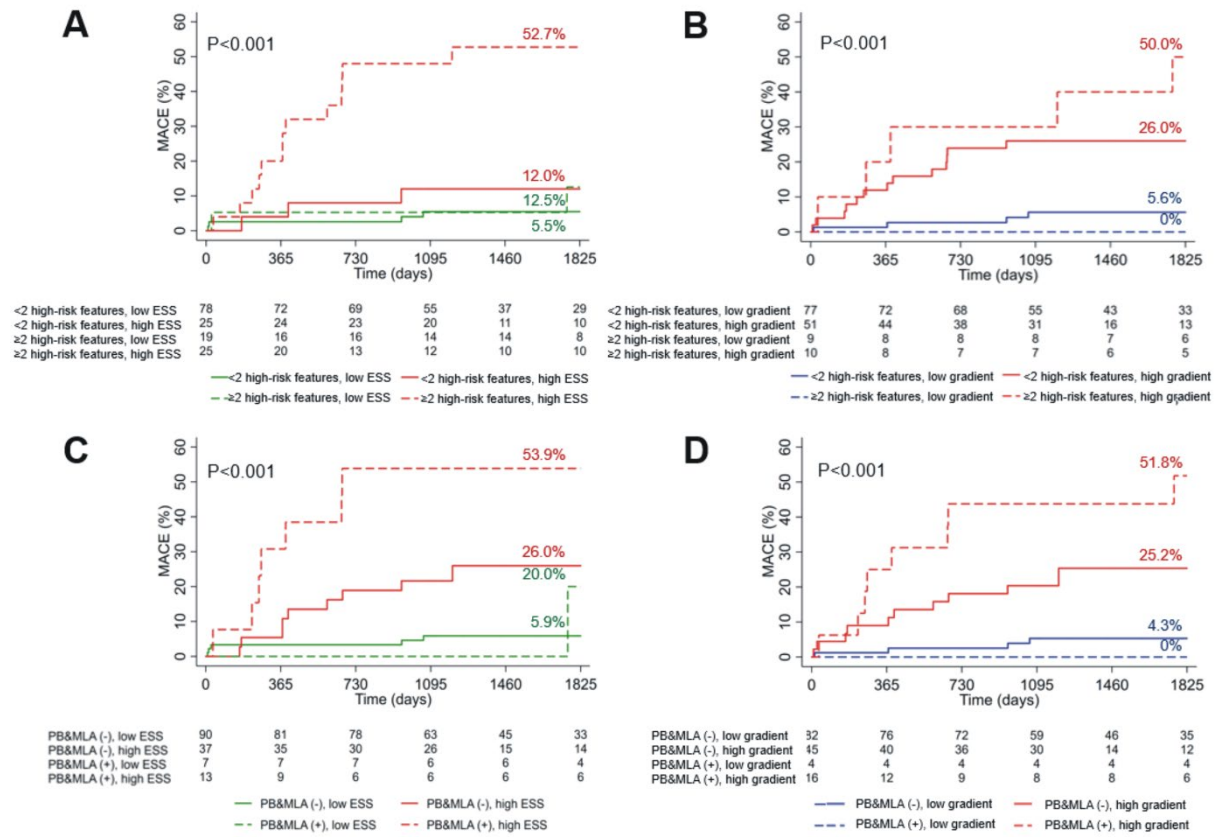 A
P<0.001
MACE (%)
60
50
40
30
20
10
0
52.7%
12.0%
12.5%
5.5%
0 365 730 1095 1460 1825
Time (days)
<2 high-risk features, low ESS 78 72 69 55 37 29
<2 high-risk features, high ESS 25 24 23 20 11 10
≥2 high-risk features, low ESS 19 16 16 14 14 8
≥2 high-risk features, high ESS 25 20 13 12 10 10
<2 high-risk features, low ESS <2 high-risk features, high ESS
≥2 high-risk features, low ESS ≥2 high-risk features, high ESS
B
P<0.001
MACE (%)
60
50
40
30
20
10
0
50.0%
26.0%
5.6%
0%
0 365 730 1095 1460 1825
Time (days)
<2 high-risk features, low gradient 77 72 68 55 43 33
<2 high-risk features, high gradient 51 44 38 31 16 13
≥2 high-risk features, low gradient 9 8 8 8 7 6
≥2 high-risk features, high gradient 10 8 7 7 6 5
<2 high-risk features, low gradient <2 high-risk features, high gradient
≥2 high-risk features, low gradient ≥2 high-risk features, high gradient
C
P<0.001
MACE (%)
60
50
40
30
20
10
0
53.9%
26.0%
20.0%
5.9%
0 365 730 1095 1460 1825
Time (days)
PB&MLA (-), low ESS 90 81 78 63 45 33
PB&MLA (-), high ESS 37 35 30 26 15 14
PB&MLA (+), low ESS 7 7 7 6 6 4
PB&MLA (+), high ESS 13 9 6 6 6 6
PB&MLA (-), low ESS PB&MLA (-), high ESS
PB&MLA (+), low ESS PB&MLA (+), high ESS
D
P<0.001
MACE (%)
60
50
40
30
20
10
0
51.8%
25.2%
4.3%
0%
0 365 730 1095 1460 1825
Time (days)
PB&MLA (-), low gradient 82 76 72 59 46 35
PB&MLA (-), high gradient 45 40 36 30 14 12
PB&MLA (+), low gradient 4 4 4 4 4 4
PB&MLA (+), high gradient 16 12 9 8 8 6
PB&MLA (-), low gradient PB&MLA (-), high gradient
PB&MLA (+), low gradient PB&MLA (+), high gradient